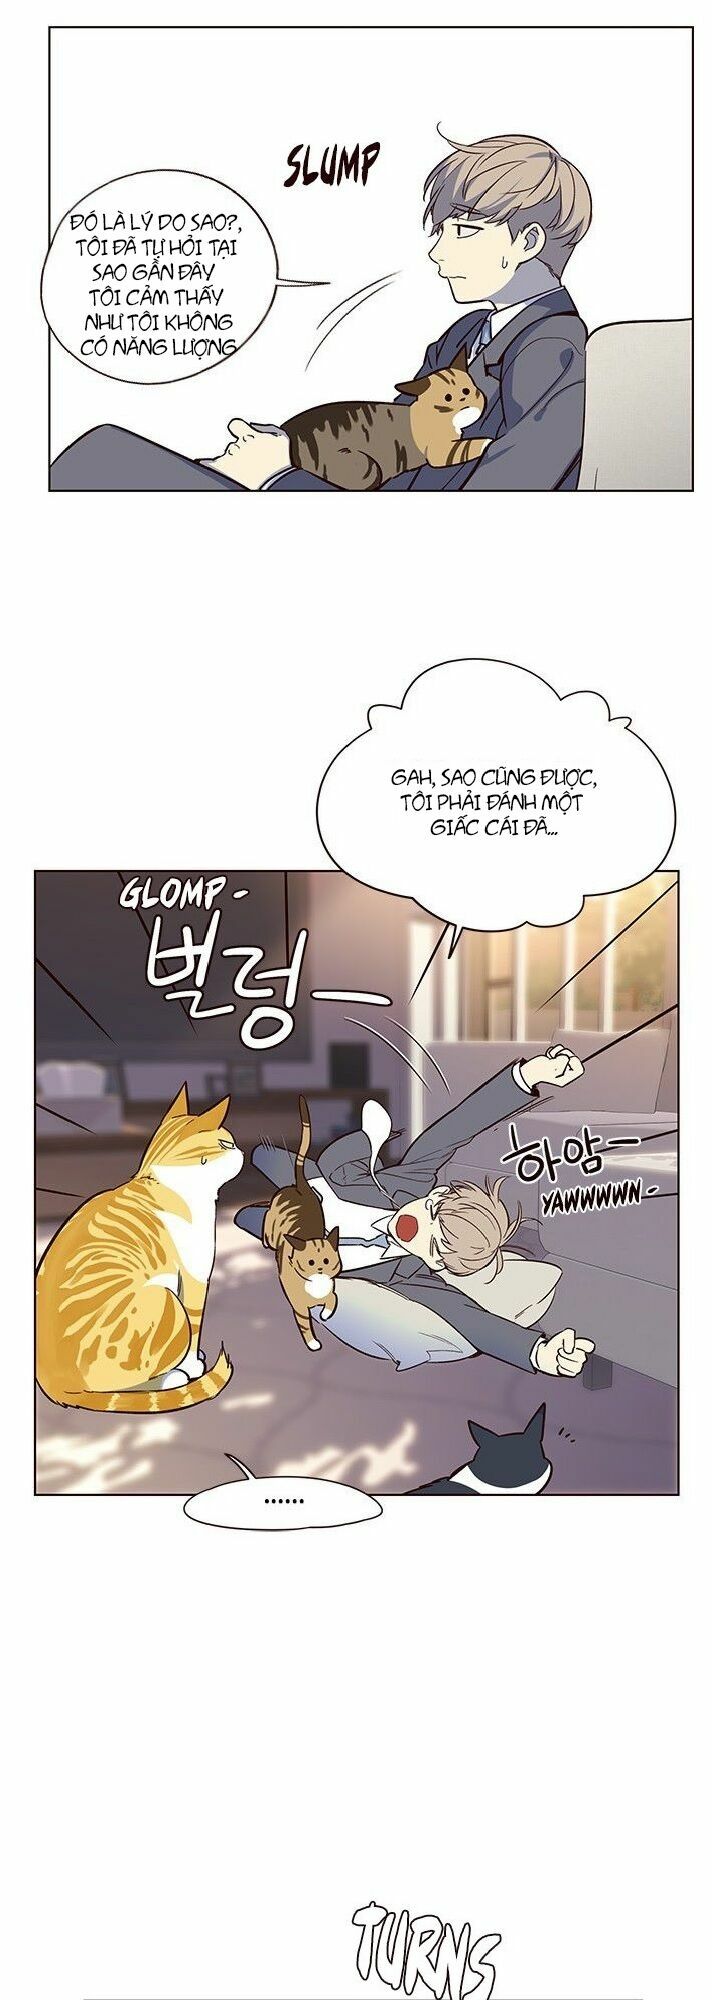 SLUMP
ĐÓ LÀ LÝ DO SAO?,
TÔI ĐÃ TỰ HỎI TẠI
SAO GẦN ĐÂY
TÔI CẢM THẤY
NHƯ TÔI KHÔNG
CÓ NĂNG LƯỢNG
GAH, SAO CŨNG ĐƯỢC,
TÔI PHẢI ĐÁNH MỘT
GIẤC CÁI ĐÃ...
GLOMP -
벌렁—
하암—
YAWWWWN -
......
TURNS